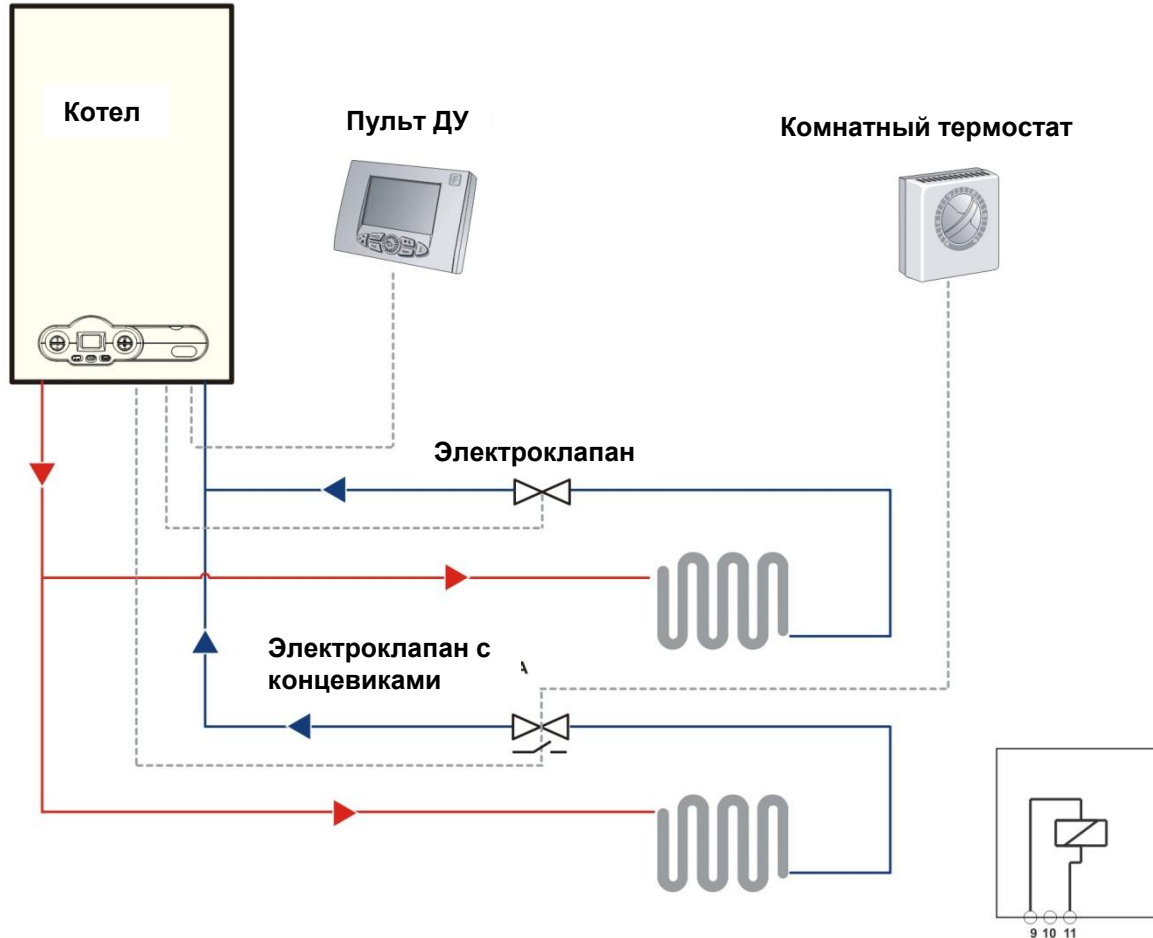 Котел
Пульт ДУ
Комнатный термостат
Электроклапан
Электроклапан с
концевиками
9 10 11